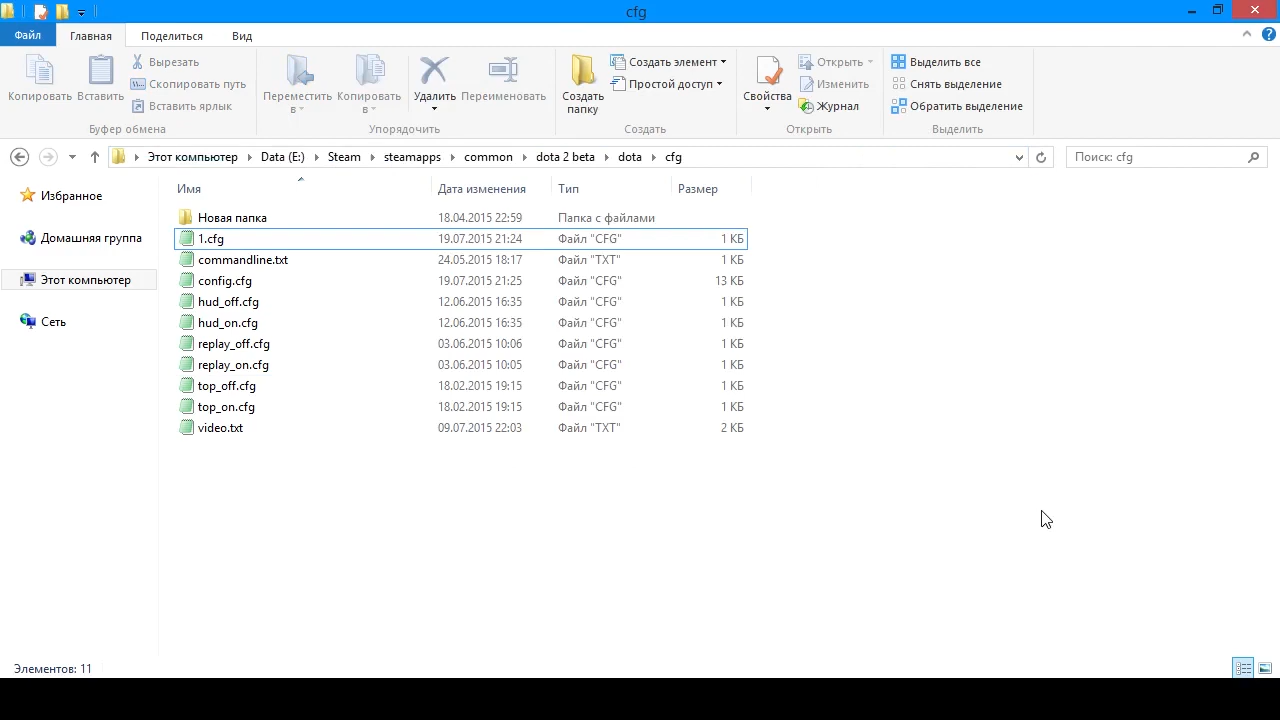 cfg
Файл Главная Поделиться Вид
Копировать Вставить Вырезать Скопировать путь Вставить ярлык
Переместить в Копировать в Удалить Переименовать
Создать папку Создать элемент Простой доступ
Свойства Открыть Изменить Журнал
Выделить все Снять выделение Обратить выделение
Буфер обмена Упорядочить Создать Открыть Выделить
Этот компьютер Data (E:) Steam steamapps common dota 2 beta dota cfg Поиск: cfg
Избранное
Домашняя группа
Этот компьютер
Сеть
Имя Дата изменения Тип Размер
Новая папка 18.04.2015 22:59 Папка с файлами
1.cfg 19.07.2015 21:24 Файл "CFG" 1 КБ
commandline.txt 24.05.2015 18:17 Файл "TXT" 1 КБ
config.cfg 19.07.2015 21:25 Файл "CFG" 13 КБ
hud_off.cfg 12.06.2015 16:35 Файл "CFG" 1 КБ
hud_on.cfg 12.06.2015 16:35 Файл "CFG" 1 КБ
replay_off.cfg 03.06.2015 10:06 Файл "CFG" 1 КБ
replay_on.cfg 03.06.2015 10:05 Файл "CFG" 1 КБ
top_off.cfg 18.02.2015 19:15 Файл "CFG" 1 КБ
top_on.cfg 18.02.2015 19:15 Файл "CFG" 1 КБ
video.txt 09.07.2015 22:03 Файл "TXT" 2 КБ
Элементов: 11